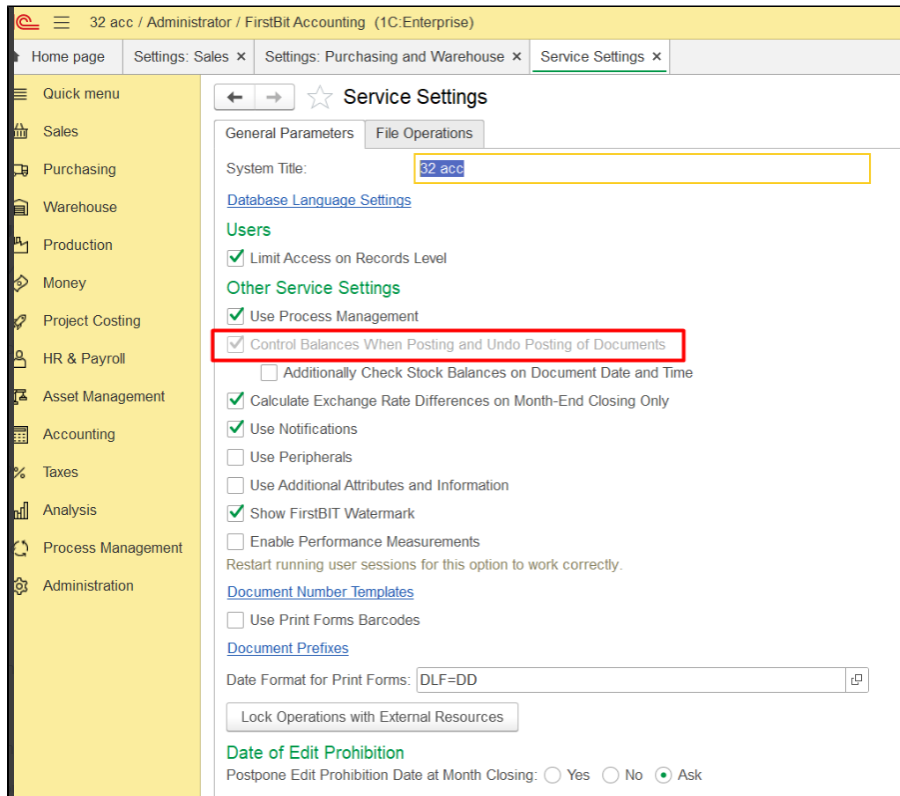 32 acc / Administrator / FirstBit Accounting (1C:Enterprise)
Home page
Settings: Sales ×
Settings: Purchasing and Warehouse ×
Service Settings ×
Quick menu
Sales
Purchasing
Warehouse
Production
Money
Project Costing
HR & Payroll
Asset Management
Accounting
Taxes
Analysis
Process Management
Administration
Service Settings
General Parameters
File Operations
System Title: 32 acc
Database Language Settings
Users
Limit Access on Records Level
Other Service Settings
Use Process Management
Control Balances When Posting and Undo Posting of Documents
Additionally Check Stock Balances on Document Date and Time
Calculate Exchange Rate Differences on Month-End Closing Only
Use Notifications
Use Peripherals
Use Additional Attributes and Information
Show FirstBIT Watermark
Enable Performance Measurements
Restart running user sessions for this option to work correctly.
Document Number Templates
Use Print Forms Barcodes
Document Prefixes
Date Format for Print Forms: DLF=DD
Lock Operations with External Resources
Date of Edit Prohibition
Postpone Edit Prohibition Date at Month Closing: Yes No Ask